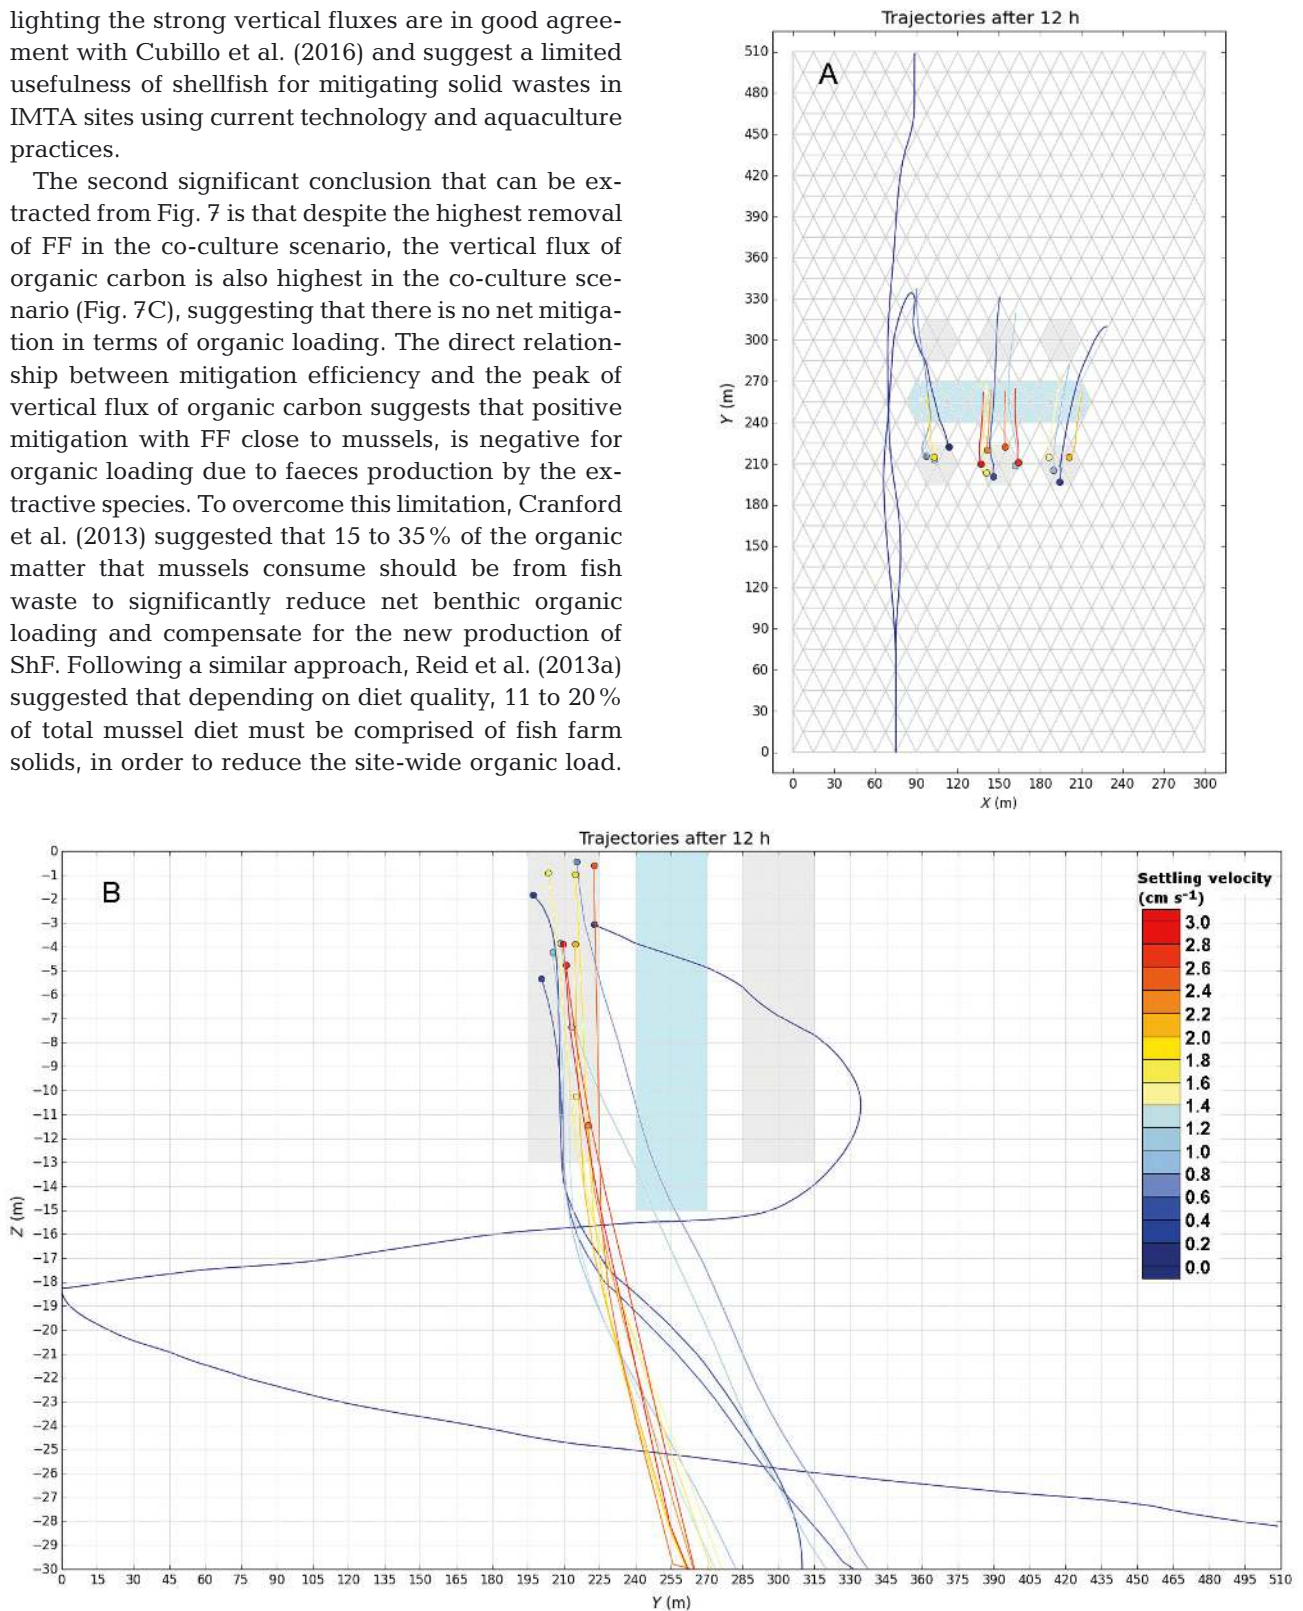 lighting the strong vertical fluxes are in good agree-
ment with Cubillo et al. (2016) and suggest a limited
usefulness of shellfish for mitigating solid wastes in
IMTA sites using current technology and aquaculture
practices.
The second significant conclusion that can be ex-
tracted from Fig. 7 is that despite the highest removal
of FF in the co-culture scenario, the vertical flux of
organic carbon is also highest in the co-culture sce-
nario (Fig. 7C), suggesting that there is no net mitiga-
tion in terms of organic loading. The direct relation-
ship between mitigation efficiency and the peak of
vertical flux of organic carbon suggests that positive
mitigation with FF close to mussels, is negative for
organic loading due to faeces production by the ex-
tractive species. To overcome this limitation, Cranford
et al. (2013) suggested that 15 to 35% of the organic
matter that mussels consume should be from fish
waste to significantly reduce net benthic organic
loading and compensate for the new production of
ShF. Following a similar approach, Reid et al. (2013a)
suggested that depending on diet quality, 11 to 20%
of total mussel diet must be comprised of fish farm
solids, in order to reduce the site-wide organic load.
Trajectories after 12 h
A
510
480
450
420
390
360
330
300
270
240
210
180
150
120
90
60
30
0
Y (m)
0 30 60 90 120 150 180 210 240 270 300
X (m)
Trajectories after 12 h
B
0
−1
−2
−3
−4
−5
−6
−7
−8
−9
−10
−11
−12
−13
−14
−15
−16
−17
−18
−19
−20
−21
−22
−23
−24
−25
−26
−27
−28
−29
−30
Z (m)
0 15 30 45 60 75 90 105 120 135 150 165 180 195 210 225 240 255 270 285 300 315 330 345 360 375 390 405 420 435 450 465 480 495 510
Y (m)
Settling velocity
(cm s⁻¹)
3.0
2.8
2.6
2.4
2.2
2.0
1.8
1.6
1.4
1.2
1.0
0.8
0.6
0.4
0.2
0.0